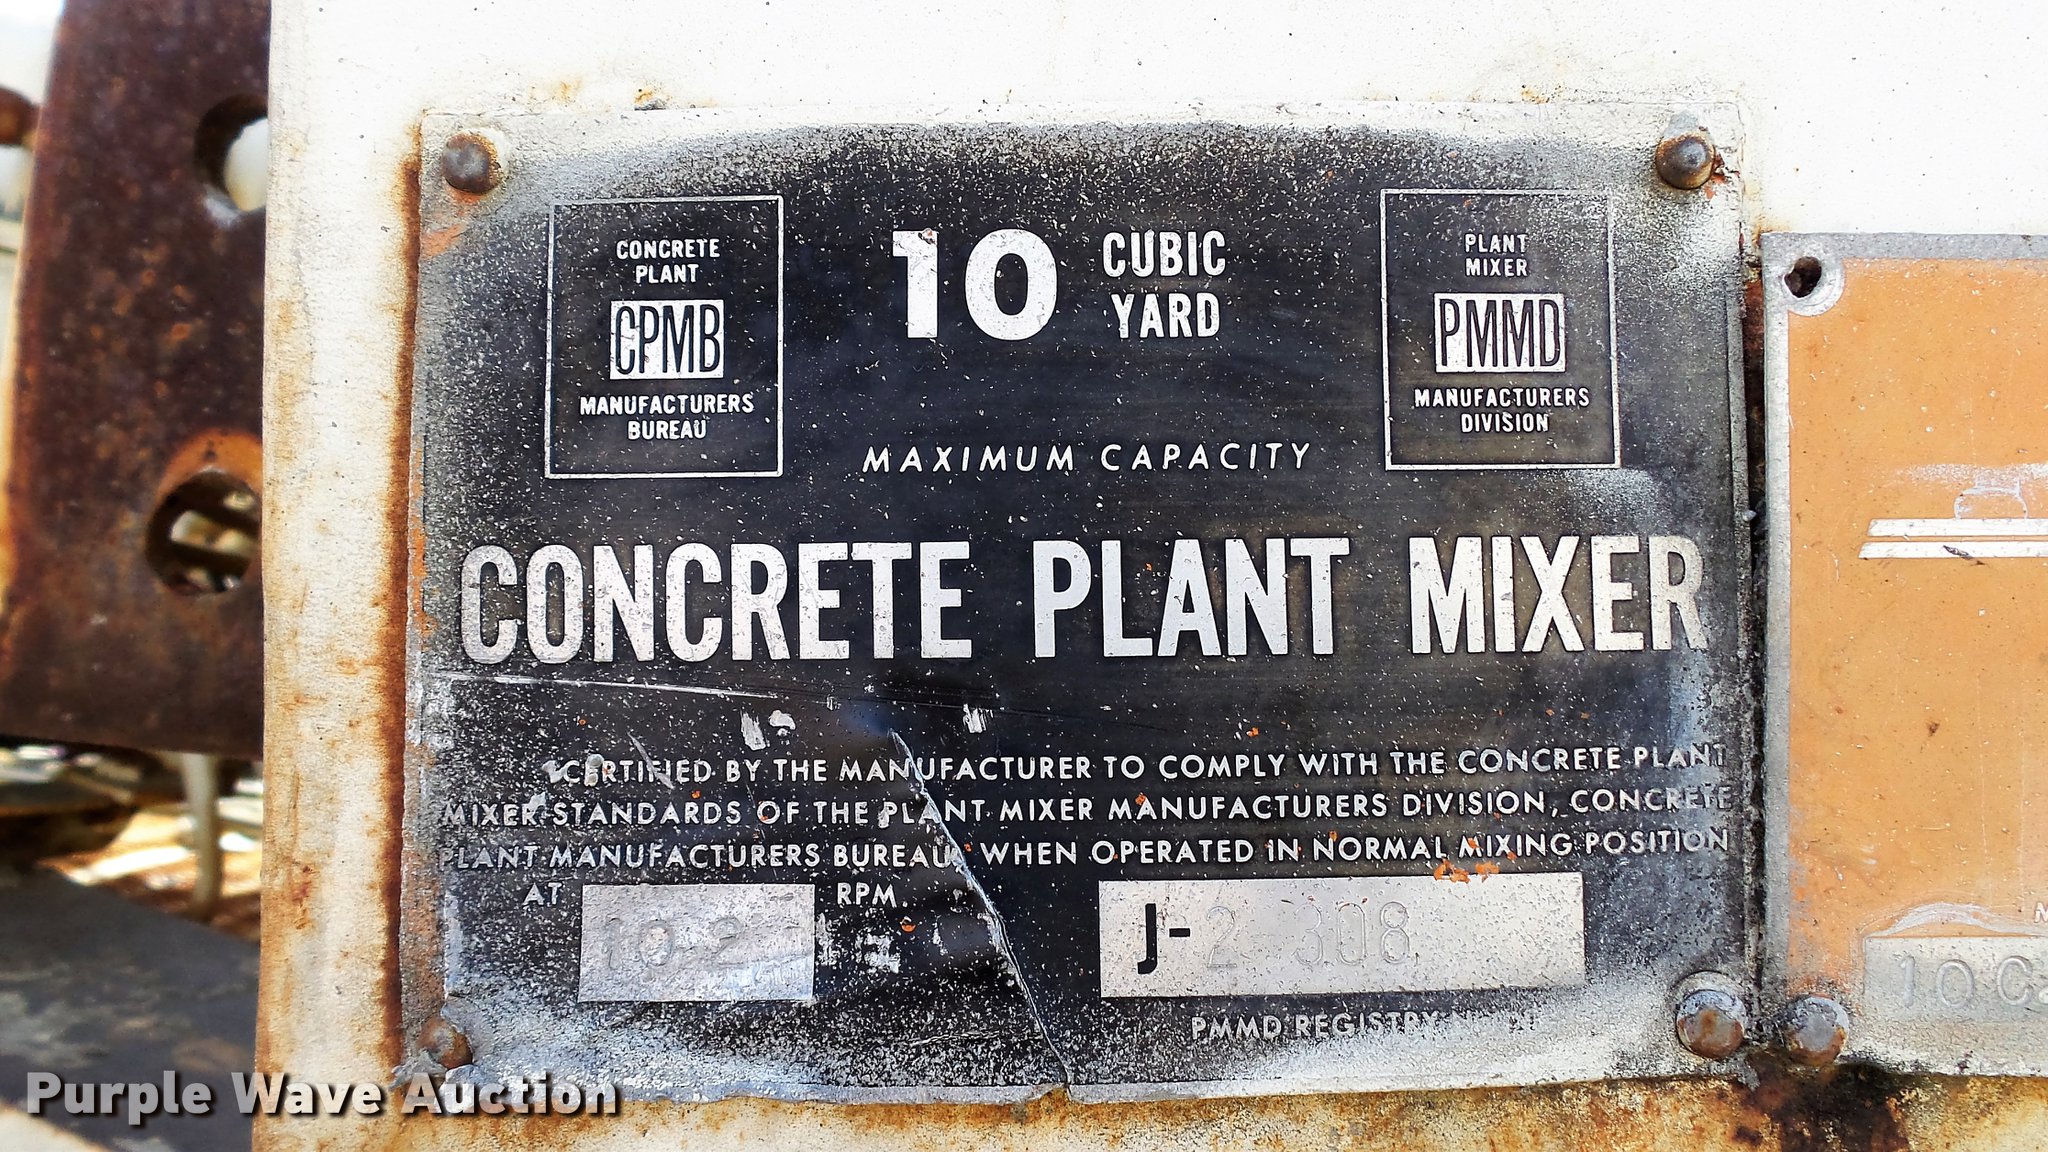 CONCRETE
PLANT
CPMB
MANUFACTURERS
BUREAU
10 CUBIC
YARD
MAXIMUM CAPACITY
PLANT
MIXER
PMMD
MANUFACTURERS
DIVISION
CONCRETE PLANT MIXER
CERTIFIED BY THE MANUFACTURER TO COMPLY WITH THE CONCRETE PLANT
MIXER STANDARDS OF THE PLANT MIXER MANUFACTURERS DIVISION, CONCRETE
PLANT MANUFACTURERS BUREAU, WHEN OPERATED IN NORMAL MIXING POSITION
AT RPM.
J-2 308
PMMD REGISTRY
Purple Wave Auction